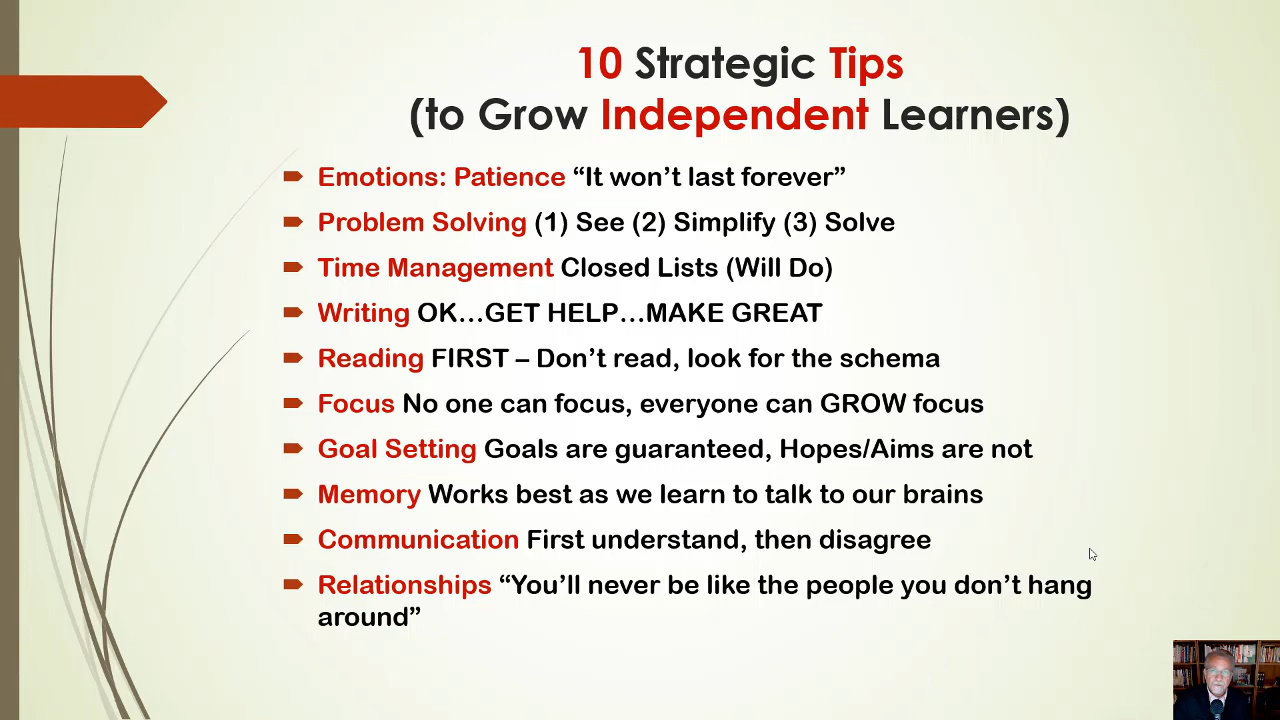 10 Strategic Tips
(to Grow Independent Learners)
Emotions: Patience “It won’t last forever”
Problem Solving (1) See (2) Simplify (3) Solve
Time Management Closed Lists (Will Do)
Writing OK…GET HELP…MAKE GREAT
Reading FIRST – Don’t read, look for the schema
Focus No one can focus, everyone can GROW focus
Goal Setting Goals are guaranteed, Hopes/Aims are not
Memory Works best as we learn to talk to our brains
Communication First understand, then disagree
Relationships “You’ll never be like the people you don’t hang
around”